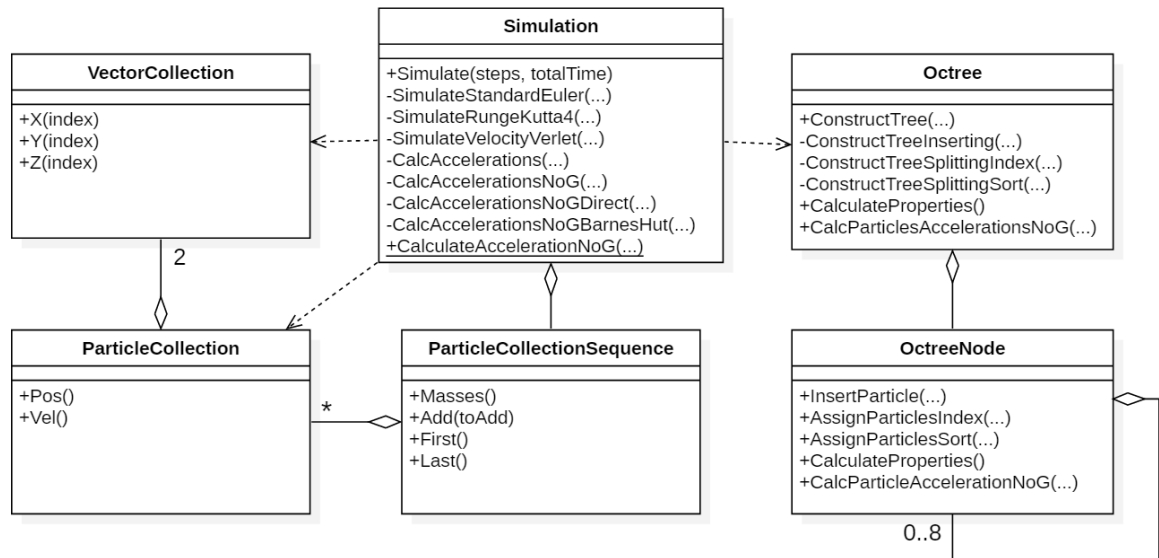 Simulation
+Simulate(steps, totalTime)
-SimulateStandardEuler(...)
-SimulateRungeKutta4(...)
-SimulateVelocityVerlet(...)
-CalcAccelerations(...)
-CalcAccelerationsNoG(...)
-CalcAccelerationsNoGDirect(...)
-CalcAccelerationsNoGBarnesHut(...)
+CalculateAccelerationNoG(...)
VectorCollection
+X(index)
+Y(index)
+Z(index)
Octree
+ConstructTree(...)
-ConstructTreeInserting(...)
-ConstructTreeSplittingIndex(...)
-ConstructTreeSplittingSort(...)
+CalculateProperties()
+CalcParticlesAccelerationsNoG(...)
2
ParticleCollection
+Pos()
+Vel()
*
ParticleCollectionSequence
+Masses()
+Add(toAdd)
+First()
+Last()
OctreeNode
+InsertParticle(...)
+AssignParticlesIndex(...)
+AssignParticlesSort(...)
+CalculateProperties()
+CalcParticleAccelerationNoG(...)
0..8